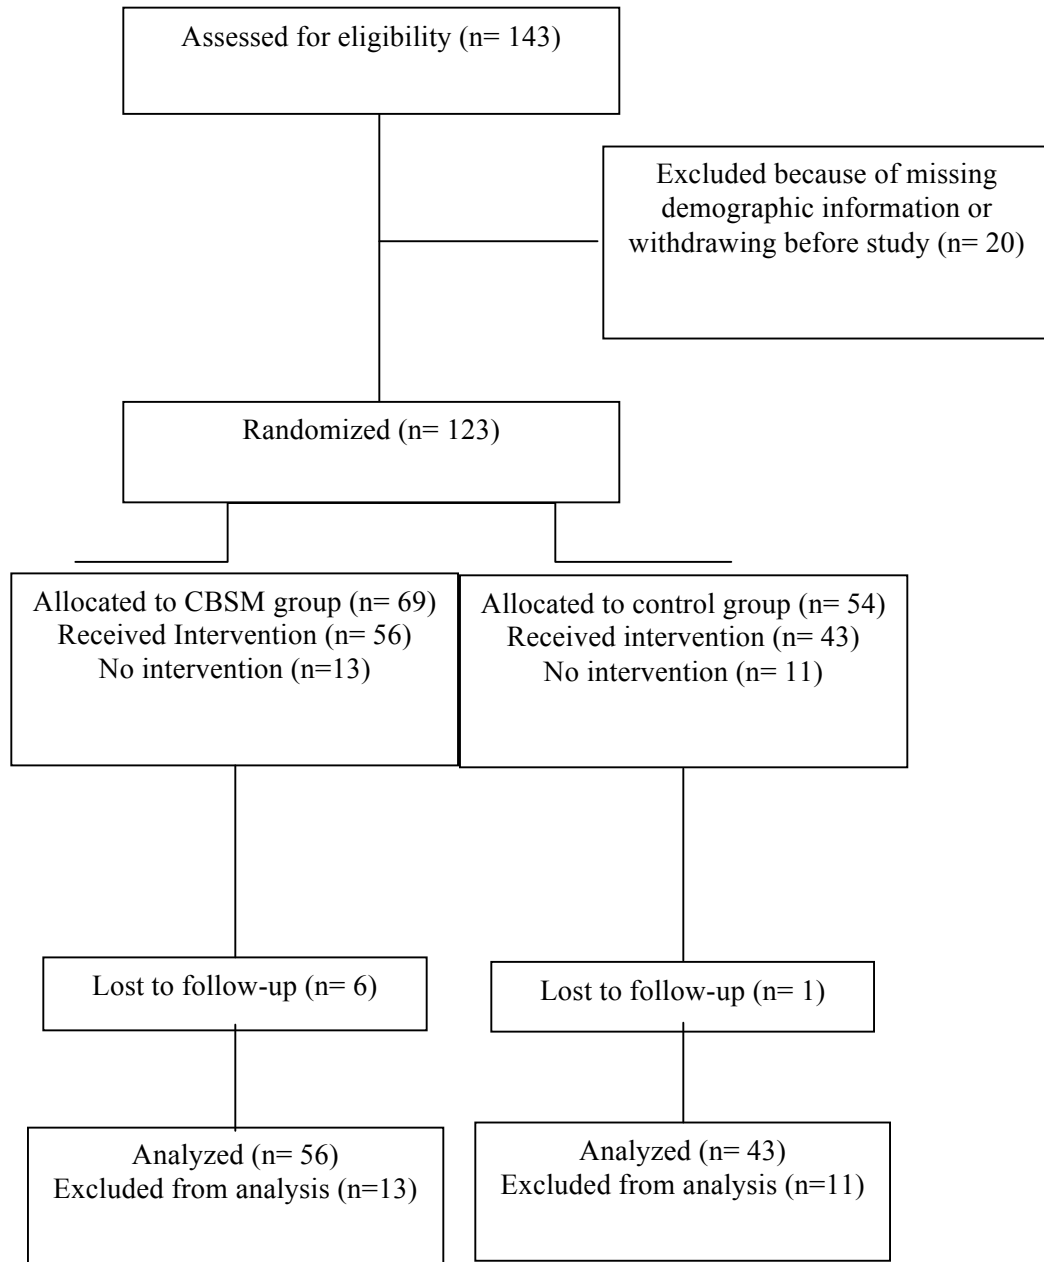 Assessed for eligibility (n= 143)
Excluded because of missing
demographic information or
withdrawing before study (n= 20)
Randomized (n= 123)
Allocated to CBSM group (n= 69)
Received Intervention (n= 56)
No intervention (n=13)
Allocated to control group (n= 54)
Received intervention (n= 43)
No intervention (n= 11)
Lost to follow-up (n= 6)
Lost to follow-up (n= 1)
Analyzed (n= 56)
Excluded from analysis (n=13)
Analyzed (n= 43)
Excluded from analysis (n=11)